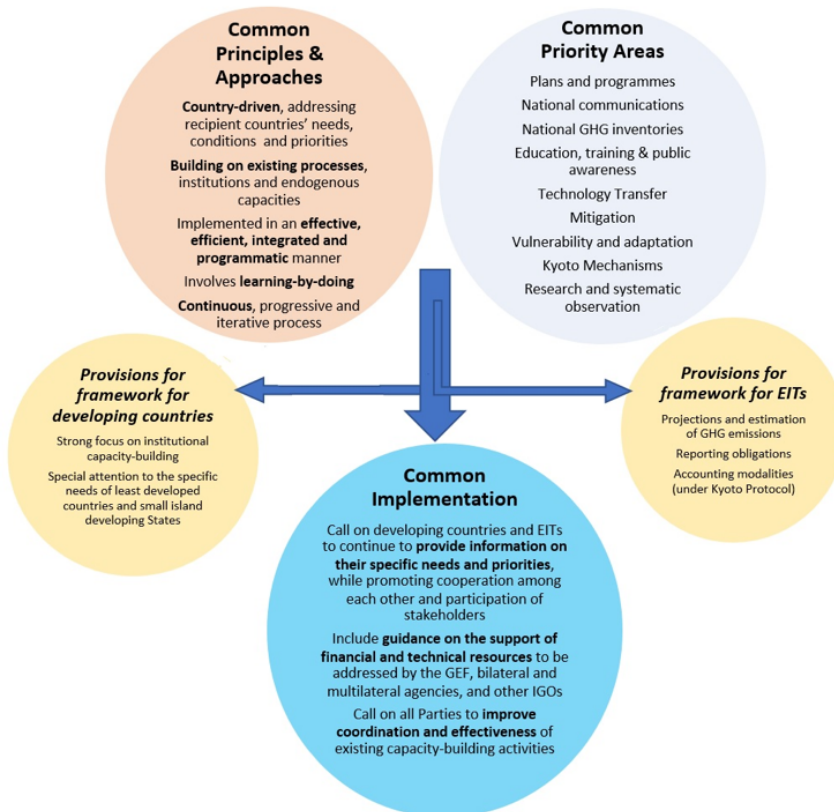 Common
Principles &
Approaches
Country-driven, addressing
recipient countries' needs,
conditions and priorities
Building on existing processes,
institutions and endogenous
capacities
Implemented in an effective,
efficient, integrated and
programmatic manner
Involves learning-by-doing
Continuous, progressive and
iterative process
Common
Priority Areas
Plans and programmes
National communications
National GHG inventories
Education, training & public
awareness
Technology Transfer
Mitigation
Vulnerability and adaptation
Kyoto Mechanisms
Research and systematic
observation
Provisions for
framework for
developing countries
Strong focus on institutional
capacity-building
Special attention to the specific
needs of least developed
countries and small island
developing States
Provisions for
framework for EITs
Projections and estimation
of GHG emissions
Reporting obligations
Accounting modalities
(under Kyoto Protocol)
Common
Implementation
Call on developing countries and EITs
to continue to provide information on
their specific needs and priorities,
while promoting cooperation among
each other and participation of
stakeholders
Include guidance on the support of
financial and technical resources to be
addressed by the GEF, bilateral and
multilateral agencies, and other IGOs
Call on all Parties to improve
coordination and effectiveness of
existing capacity-building activities